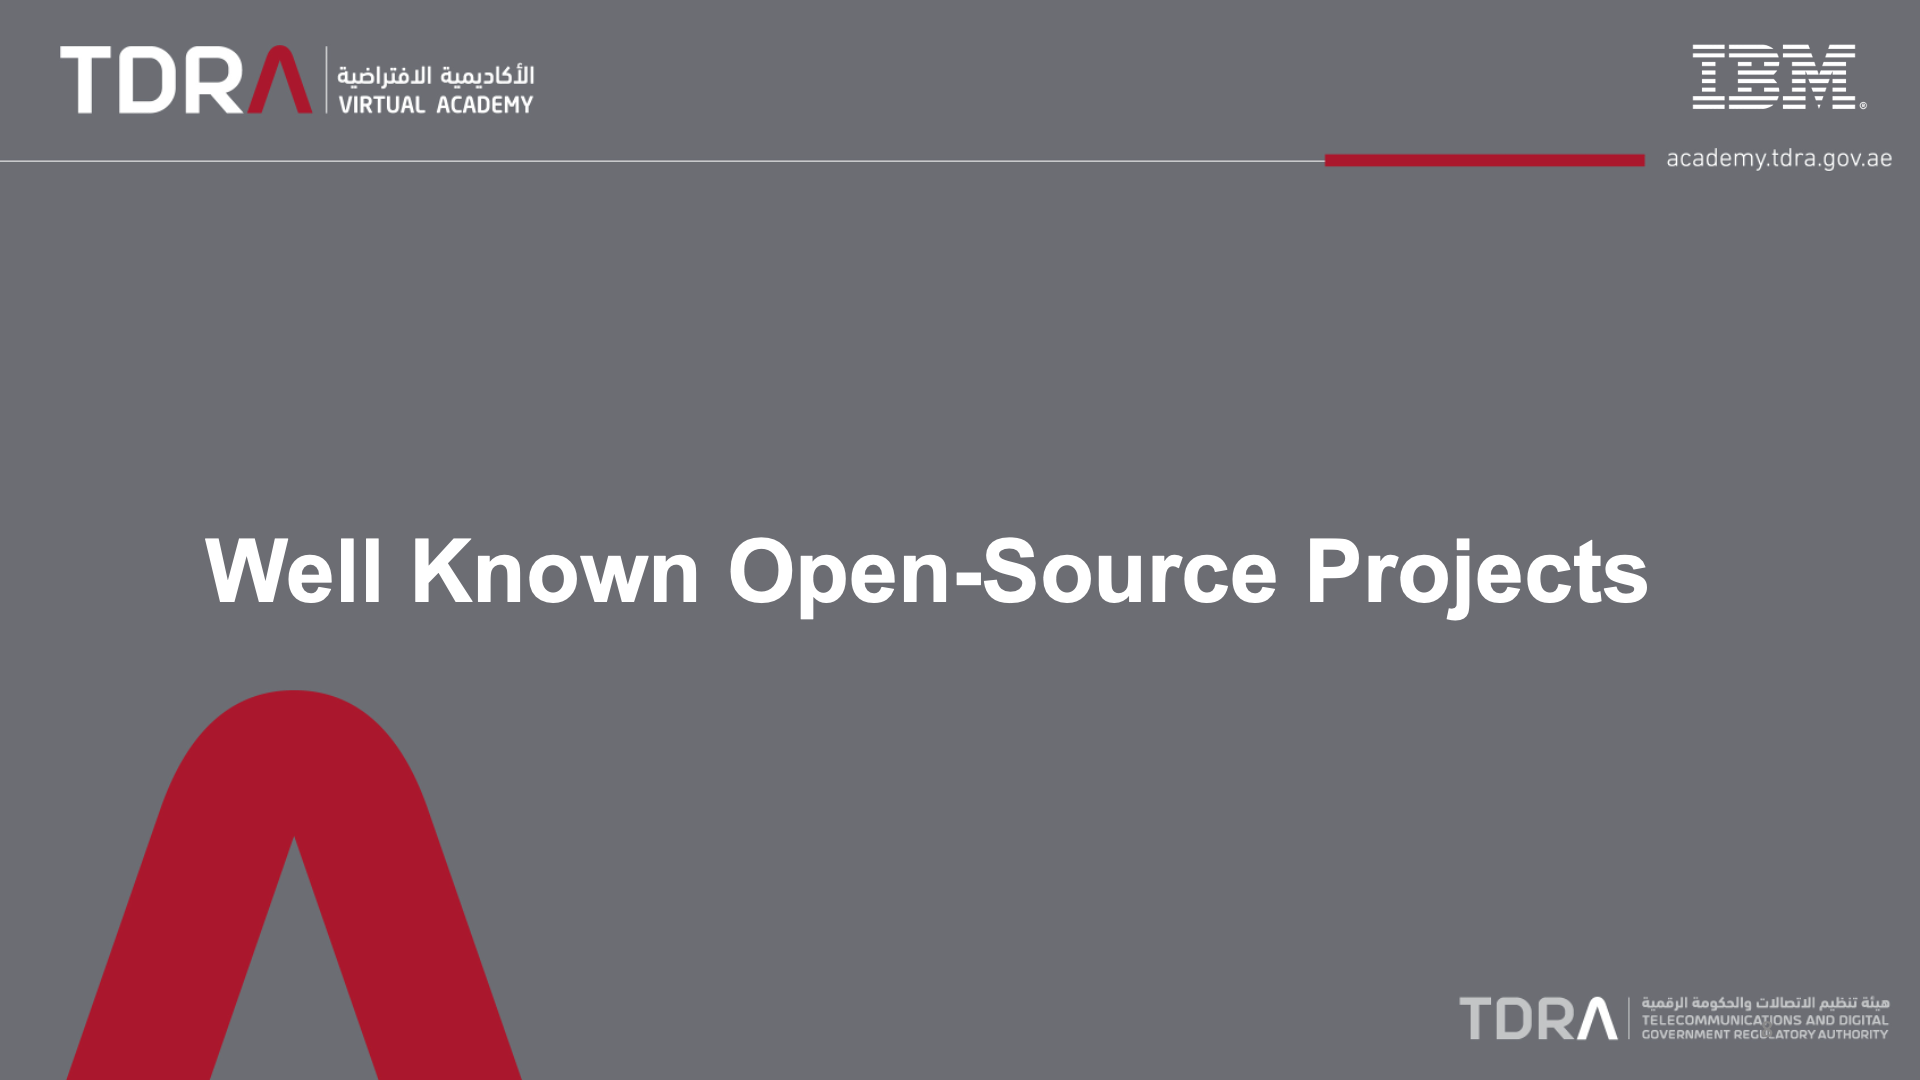 TDRA
الأكاديمية الافتراضية
VIRTUAL ACADEMY
IBM®
academy.tdra.gov.ae
Well Known Open-Source Projects
TDRA
هيئة تنظيم الاتصالات والحكومة الرقمية
TELECOMMUNICATIONS AND DIGITAL
GOVERNMENT REGULATORY AUTHORITY